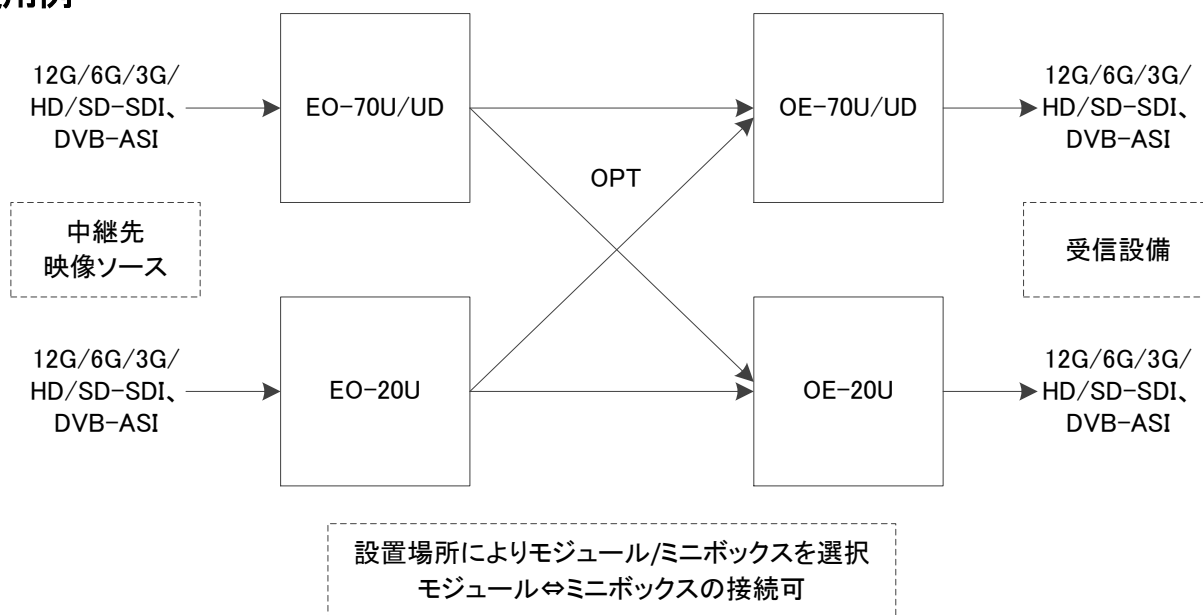 用例
12G/6G/3G/
HD/SD-SDI、
DVB-ASI
EO-70U/UD
OE-70U/UD
12G/6G/3G/
HD/SD-SDI、
DVB-ASI
OPT
中継先
映像ソース
受信設備
12G/6G/3G/
HD/SD-SDI、
DVB-ASI
EO-20U
OE-20U
12G/6G/3G/
HD/SD-SDI、
DVB-ASI
設置場所によりモジュール/ミニボックスを選択
モジュール⇔ミニボックスの接続可